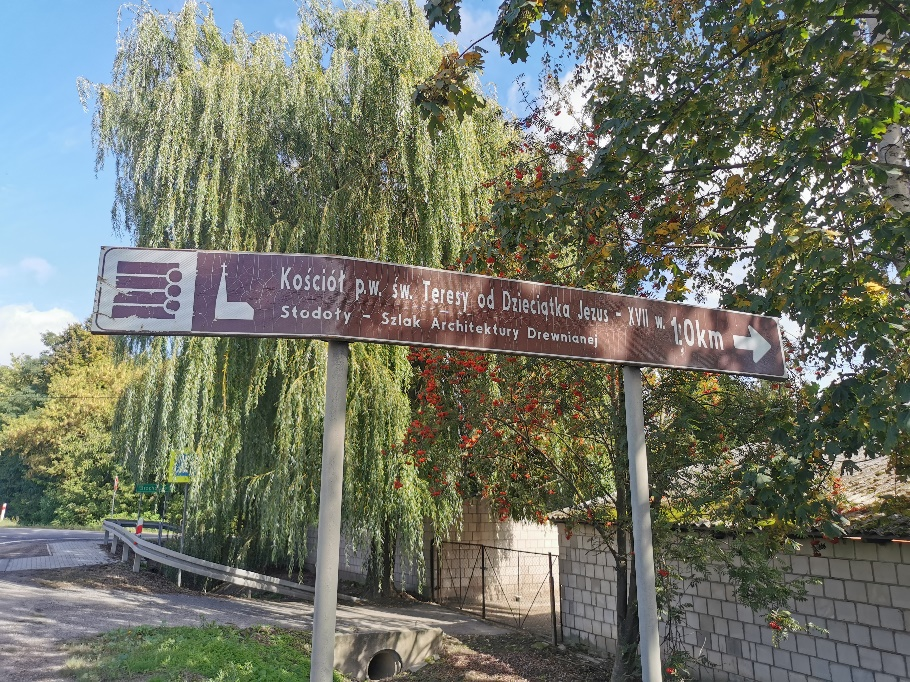 Kościół p.w. św. Teresy od Dzieciątka Jezus - XVII w. 1,0km
Stodoły - Szlak Architektury Drewnianej